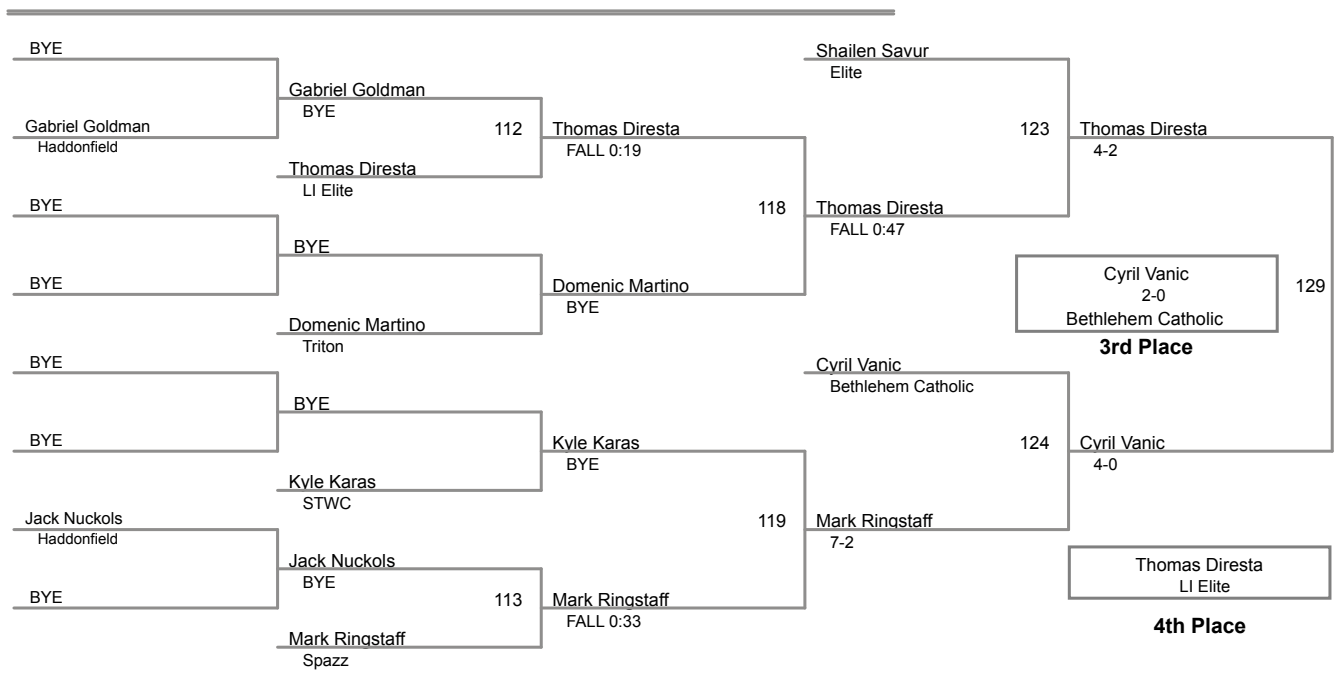 BYE
Gabriel Goldman
Haddonfield
BYE
BYE
BYE
BYE
Jack Nuckols
Haddonfield
BYE
Gabriel Goldman
BYE
Thomas Diresta
LI Elite
BYE
Domenic Martino
Triton
BYE
Kyle Karas
STWC
Jack Nuckols
BYE
Mark Ringstaff
Spazz
112
Thomas Diresta
FALL 0:19
Domenic Martino
BYE
Kyle Karas
BYE
113
Mark Ringstaff
FALL 0:33
Shailen Savur
Elite
118
Thomas Diresta
FALL 0:47
Cyril Vanic
Bethlehem Catholic
119
Mark Ringstaff
7-2
123
Thomas Diresta
4-2
124
Cyril Vanic
4-0
129
Cyril Vanic
2-0
Bethlehem Catholic
3rd Place
Thomas Diresta
LI Elite
4th Place